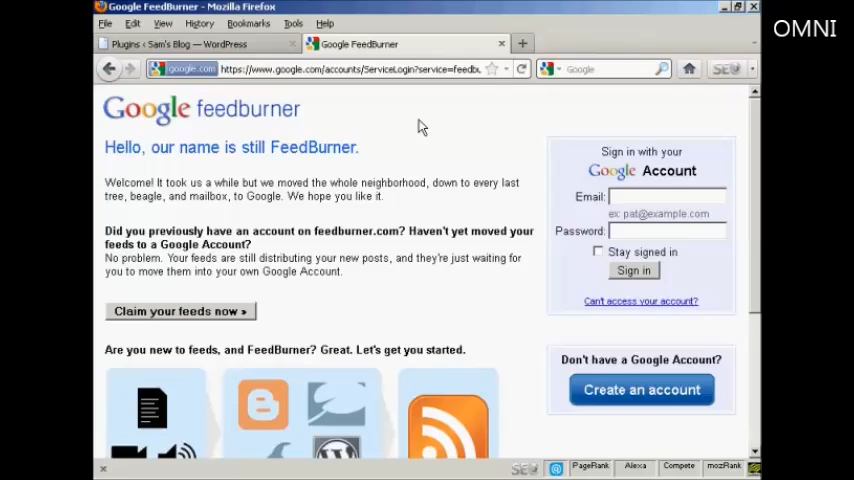 Google FeedBurner - Mozilla Firefox
OMNI
File Edit View History Bookmarks Tools Help
Plugins ‹ Sam's Blog — WordPress
Google FeedBurner
google.com https://www.google.com/accounts/ServiceLogin?service=feedbu
Google
SEO
Google feedburner
Hello, our name is still FeedBurner.
Welcome! It took us a while but we moved the whole neighborhood, down to every last
tree, beagle, and mailbox, to Google. We hope you like it.
Did you previously have an account on feedburner.com? Haven't yet moved your
feeds to a Google Account?
No problem. Your feeds are still distributing your new posts, and they're just waiting for
you to move them into your own Google Account.
Claim your feeds now »
Are you new to feeds, and FeedBurner? Great. Let's get you started.
Sign in with your
Google Account
Email:
ex: pat@example.com
Password:
Stay signed in
Sign in
Can't access your account?
Don't have a Google Account?
Create an account
SEO PageRank Alexa Compete mozRank